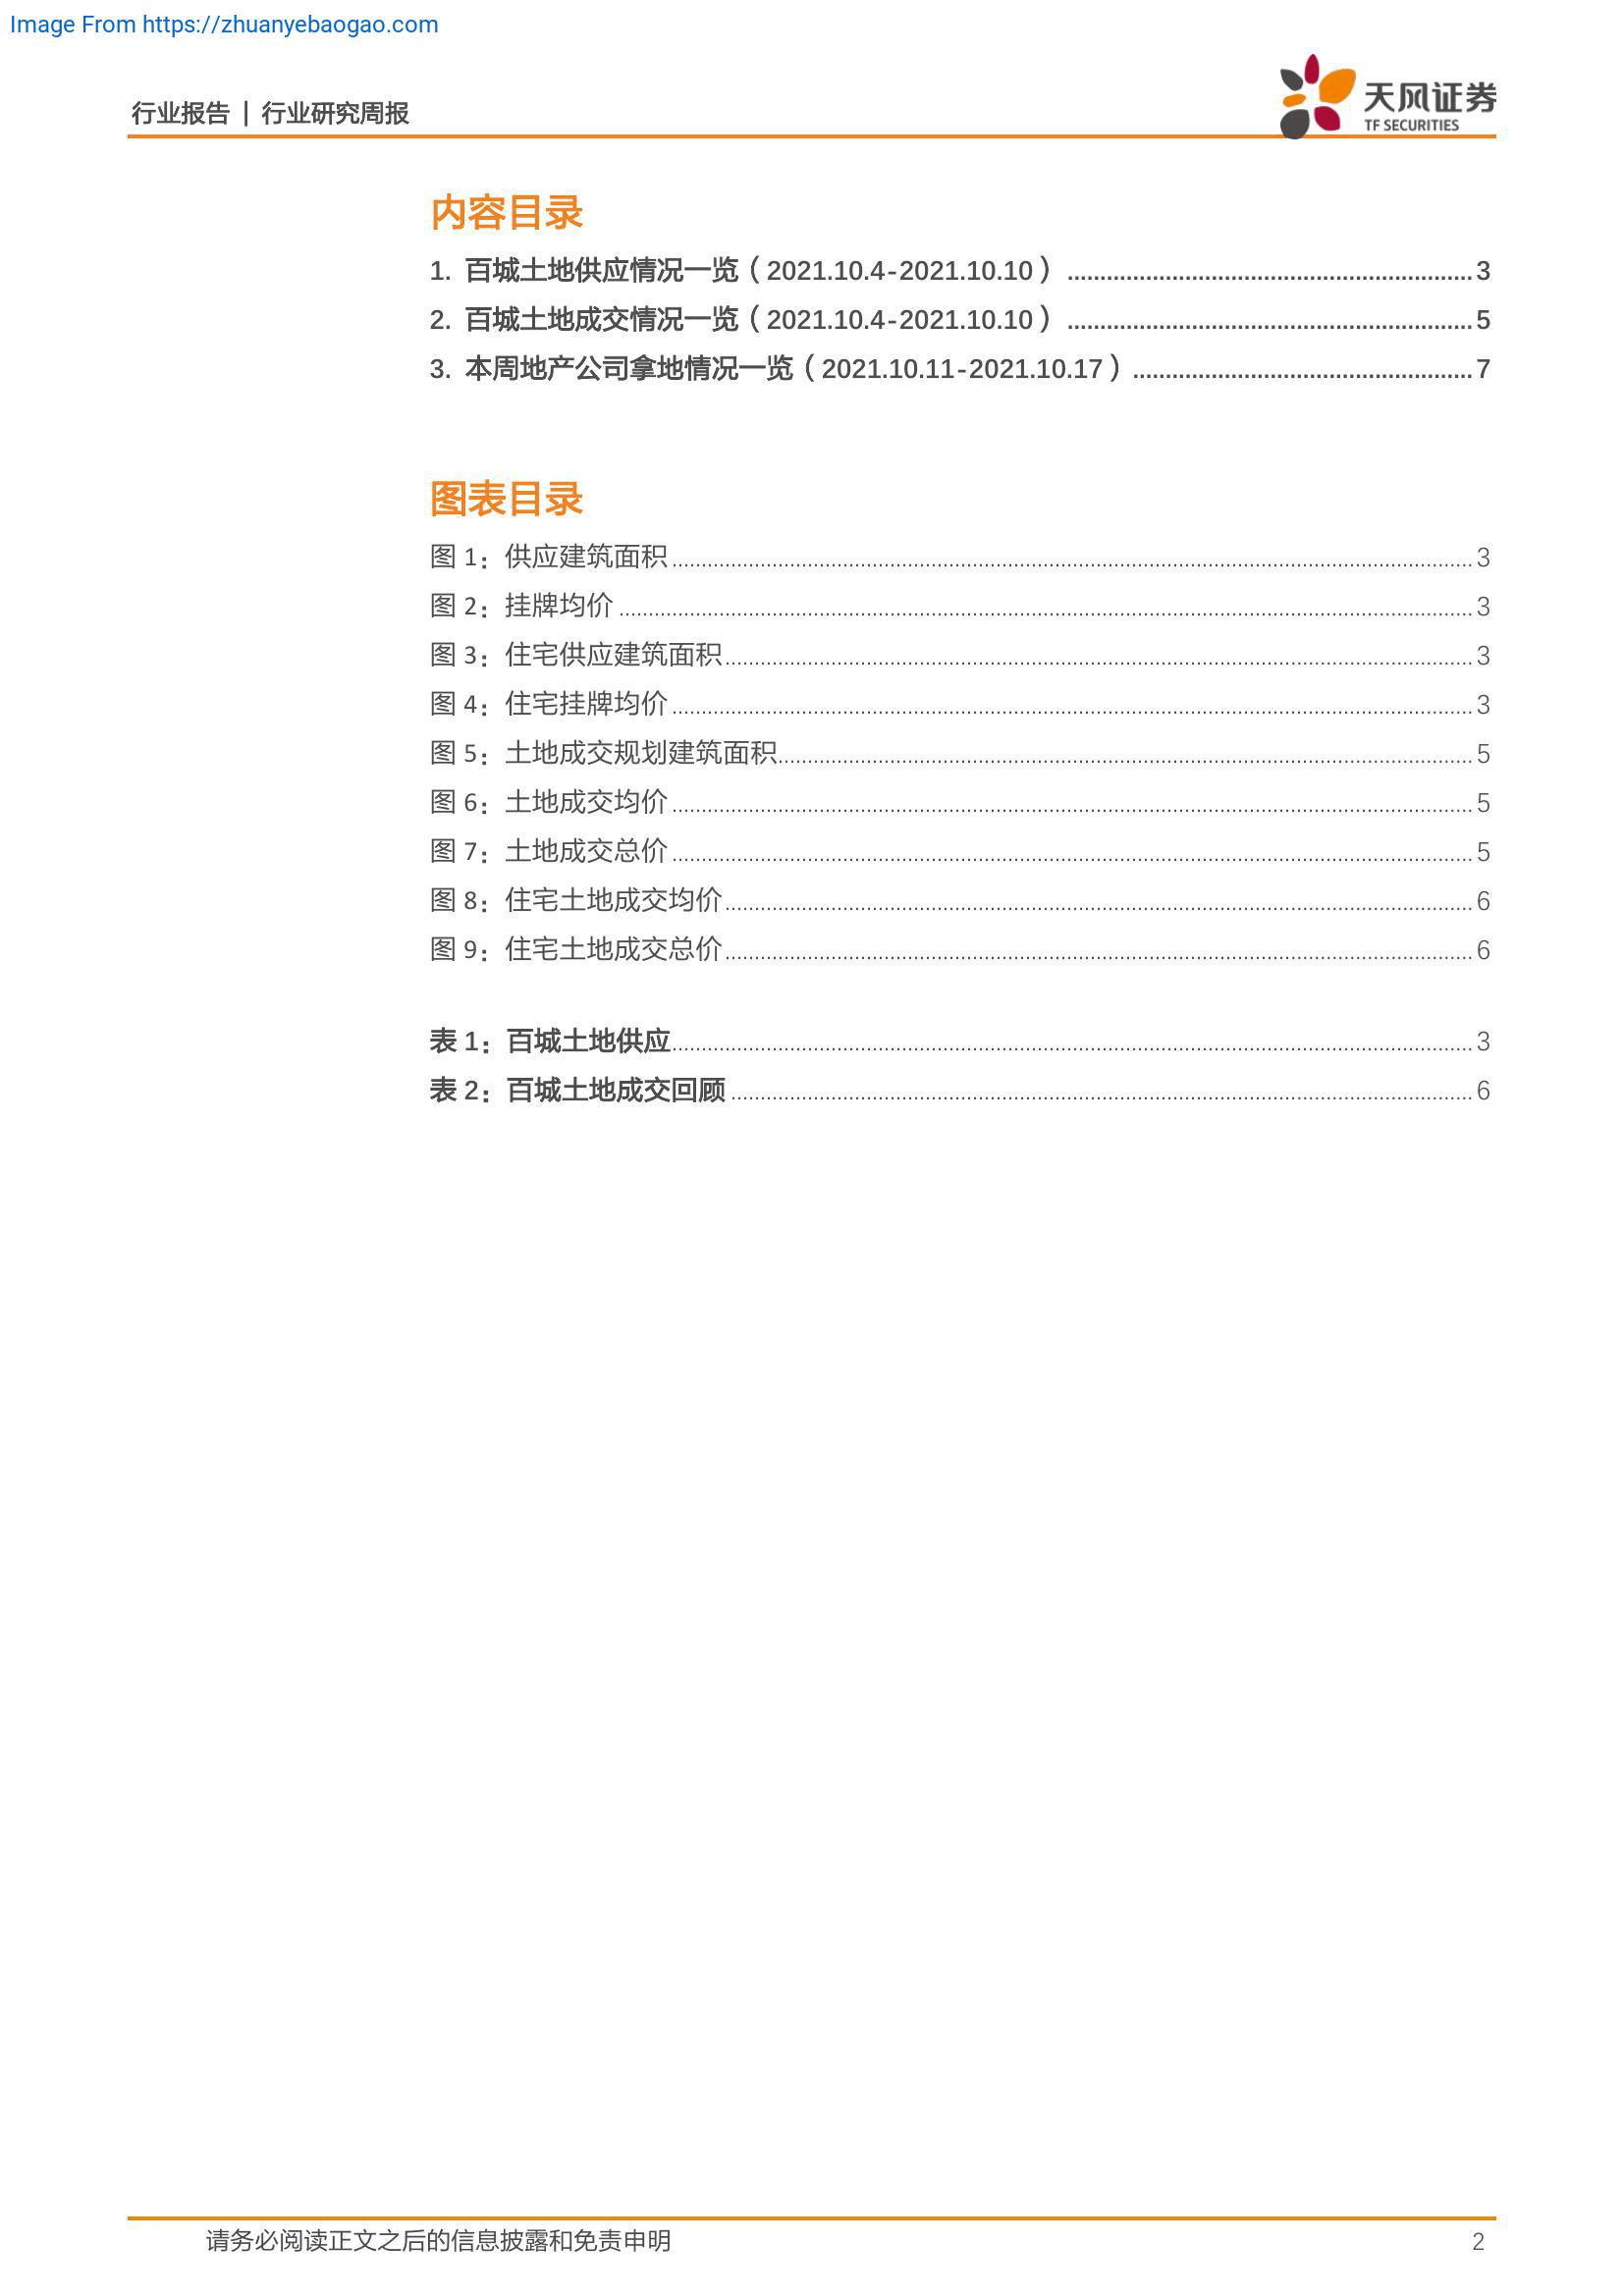 Image From https://zhuanyebaogao.com
行业报告 | 行业研究周报
天风证券
TF SECURITIES
内容目录
1. 百城土地供应情况一览（2021.10.4-2021.10.10） ............................................................ 3
2. 百城土地成交情况一览（2021.10.4-2021.10.10） ............................................................ 5
3. 本周地产公司拿地情况一览（2021.10.11-2021.10.17） .................................................. 7
图表目录
图 1：供应建筑面积 ............................................................ 3
图 2：挂牌均价 ............................................................ 3
图 3：住宅供应建筑面积 ............................................................ 3
图 4：住宅挂牌均价 ............................................................ 3
图 5：土地成交规划建筑面积 ............................................................ 5
图 6：土地成交均价 ............................................................ 5
图 7：土地成交总价 ............................................................ 5
图 8：住宅土地成交均价 ............................................................ 6
图 9：住宅土地成交总价 ............................................................ 6
表 1：百城土地供应 ............................................................ 3
表 2：百城土地成交回顾 ............................................................ 6
请务必阅读正文之后的信息披露和免责申明 2